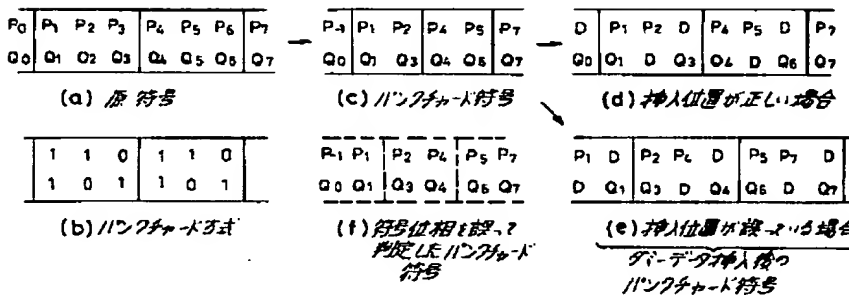 P₀ P₁ P₂ P₃ P₄ P₅ P₆ P₇
Q₀ Q₁ Q₂ Q₃ Q₄ Q₅ Q₆ Q₇
(a) 原符号
P₋₁ P₁ P₂ P₄ P₅ P₇
Q₀ Q₁ Q₃ Q₄ Q₆ Q₇
(c) パンクチャード符号
D P₁ P₂ D P₄ P₅ D P₇
Q₀ Q₁ D Q₃ Q₄ D Q₆ Q₇
(d) 挿入位置が正しい場合
1 1 0 1 1 0
1 0 1 1 0 1
(b) パンクチャード方式
P₋₁ P₁ P₂ P₄ P₅ P₇
Q₀ Q₁ Q₃ Q₄ Q₆ Q₇
(f) 符号位相を誤って
判定したパンクチャード
符号
P₁ D P₂ P₄ D P₅ P₇ D
D Q₁ Q₃ D Q₄ Q₆ D Q₇
(e) 挿入位置が誤っている場合
ダミーデータ挿入後の
パンクチャード符号